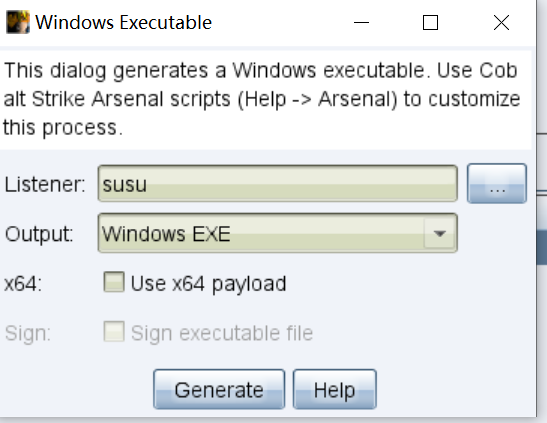 Windows Executable
This dialog generates a Windows executable. Use Cob
alt Strike Arsenal scripts (Help -> Arsenal) to customize
this process.
Listener: susu ...
Output: Windows EXE
x64: Use x64 payload
Sign: Sign executable file
Generate Help